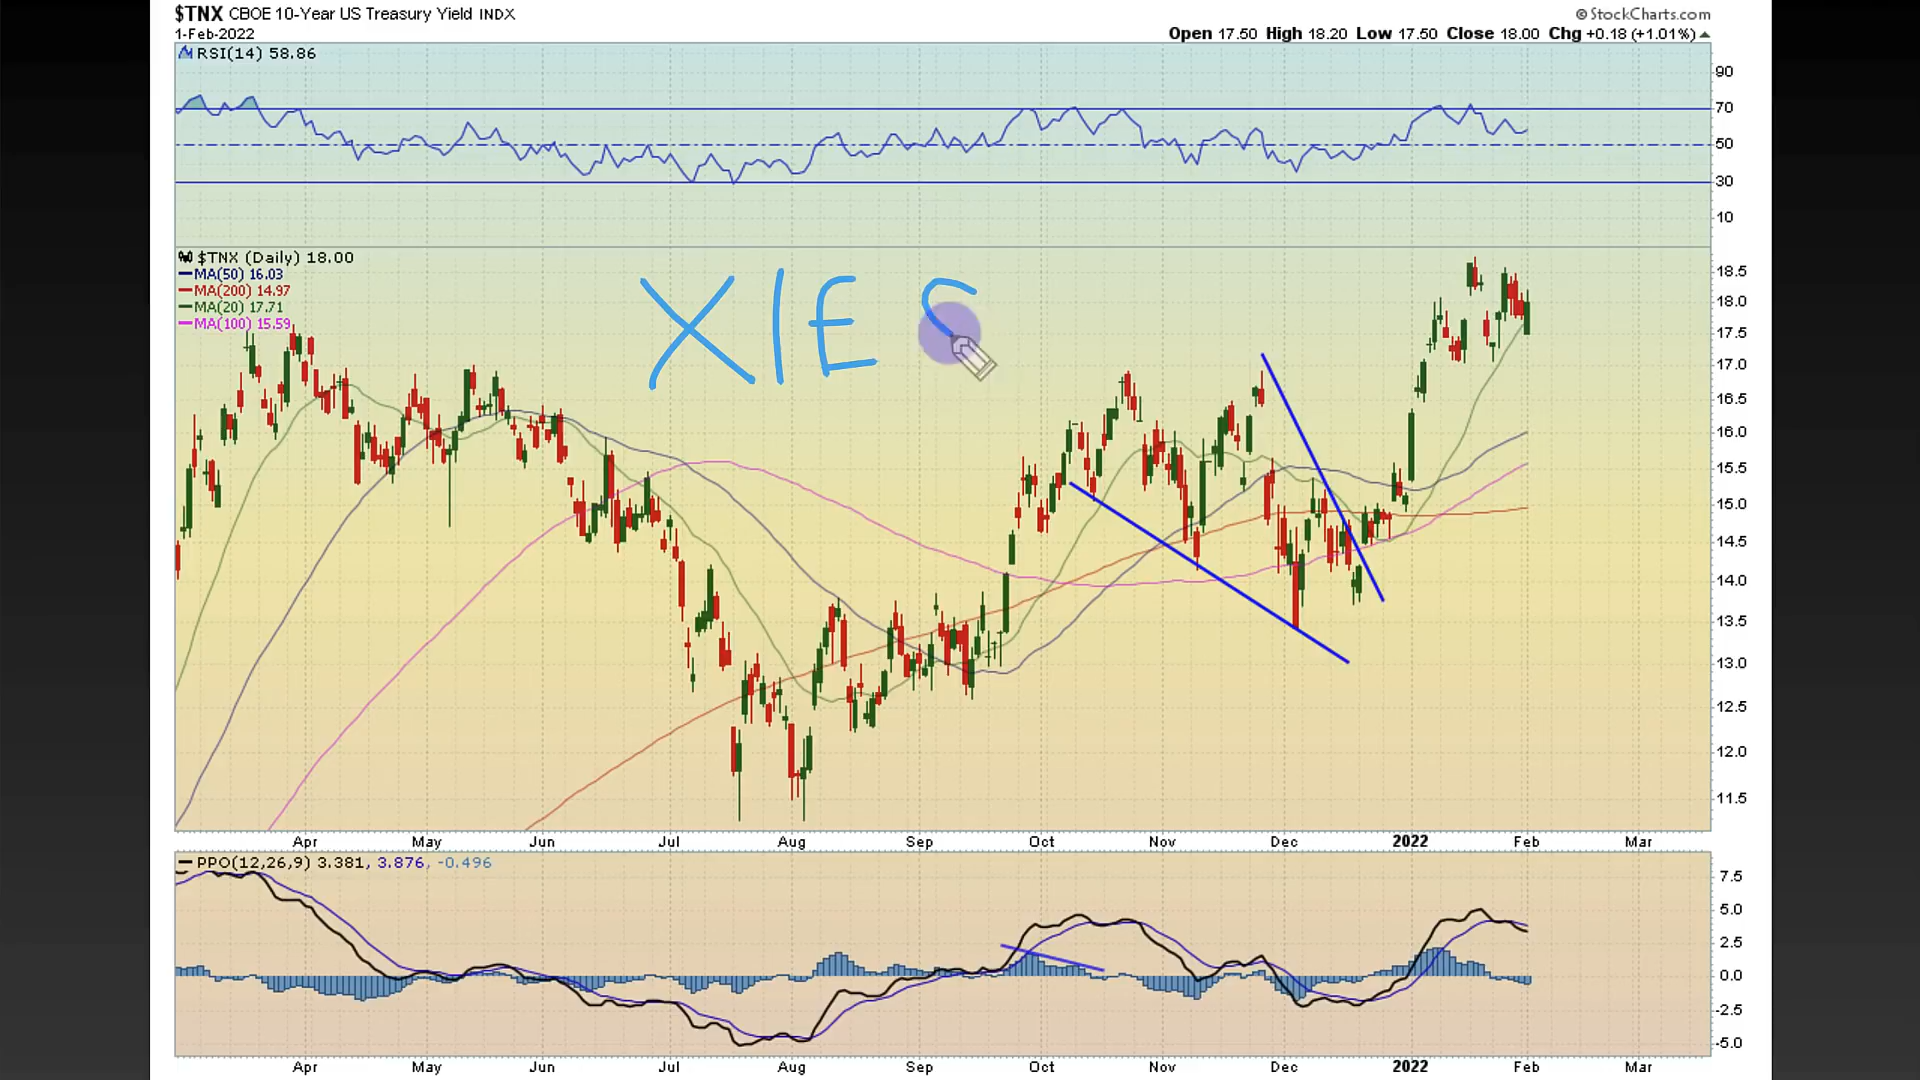 $TNX CBOE 10-Year US Treasury Yield INDX
© StockCharts.com
1-Feb-2022
Open 17.50 High 18.20 Low 17.50 Close 18.00 Chg +0.18 (+1.01%)
RSI(14) 58.86
90
70
50
30
10
$TNX (Daily) 18.00
MA(50) 16.03
MA(200) 14.97
MA(20) 17.71
MA(100) 15.59
XIE
18.5
18.0
17.5
17.0
16.5
16.0
15.5
15.0
14.5
14.0
13.5
13.0
12.5
12.0
11.5
Apr May Jun Jul Aug Sep Oct Nov Dec 2022 Feb Mar
PPO(12,26,9) 3.381, 3.876, -0.496
7.5
5.0
2.5
0.0
-2.5
-5.0
Apr May Jun Jul Aug Sep Oct Nov Dec 2022 Feb Mar